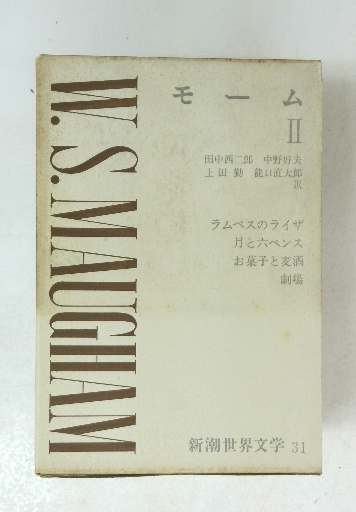 W. S. MAUGHAM
モーム
II
田中西二郎 中野好夫
上田勤 龍口直太郎
訳
ラムベスのライザ
月と六ペンス
お菓子と麦酒
劇場
新潮世界文学 31